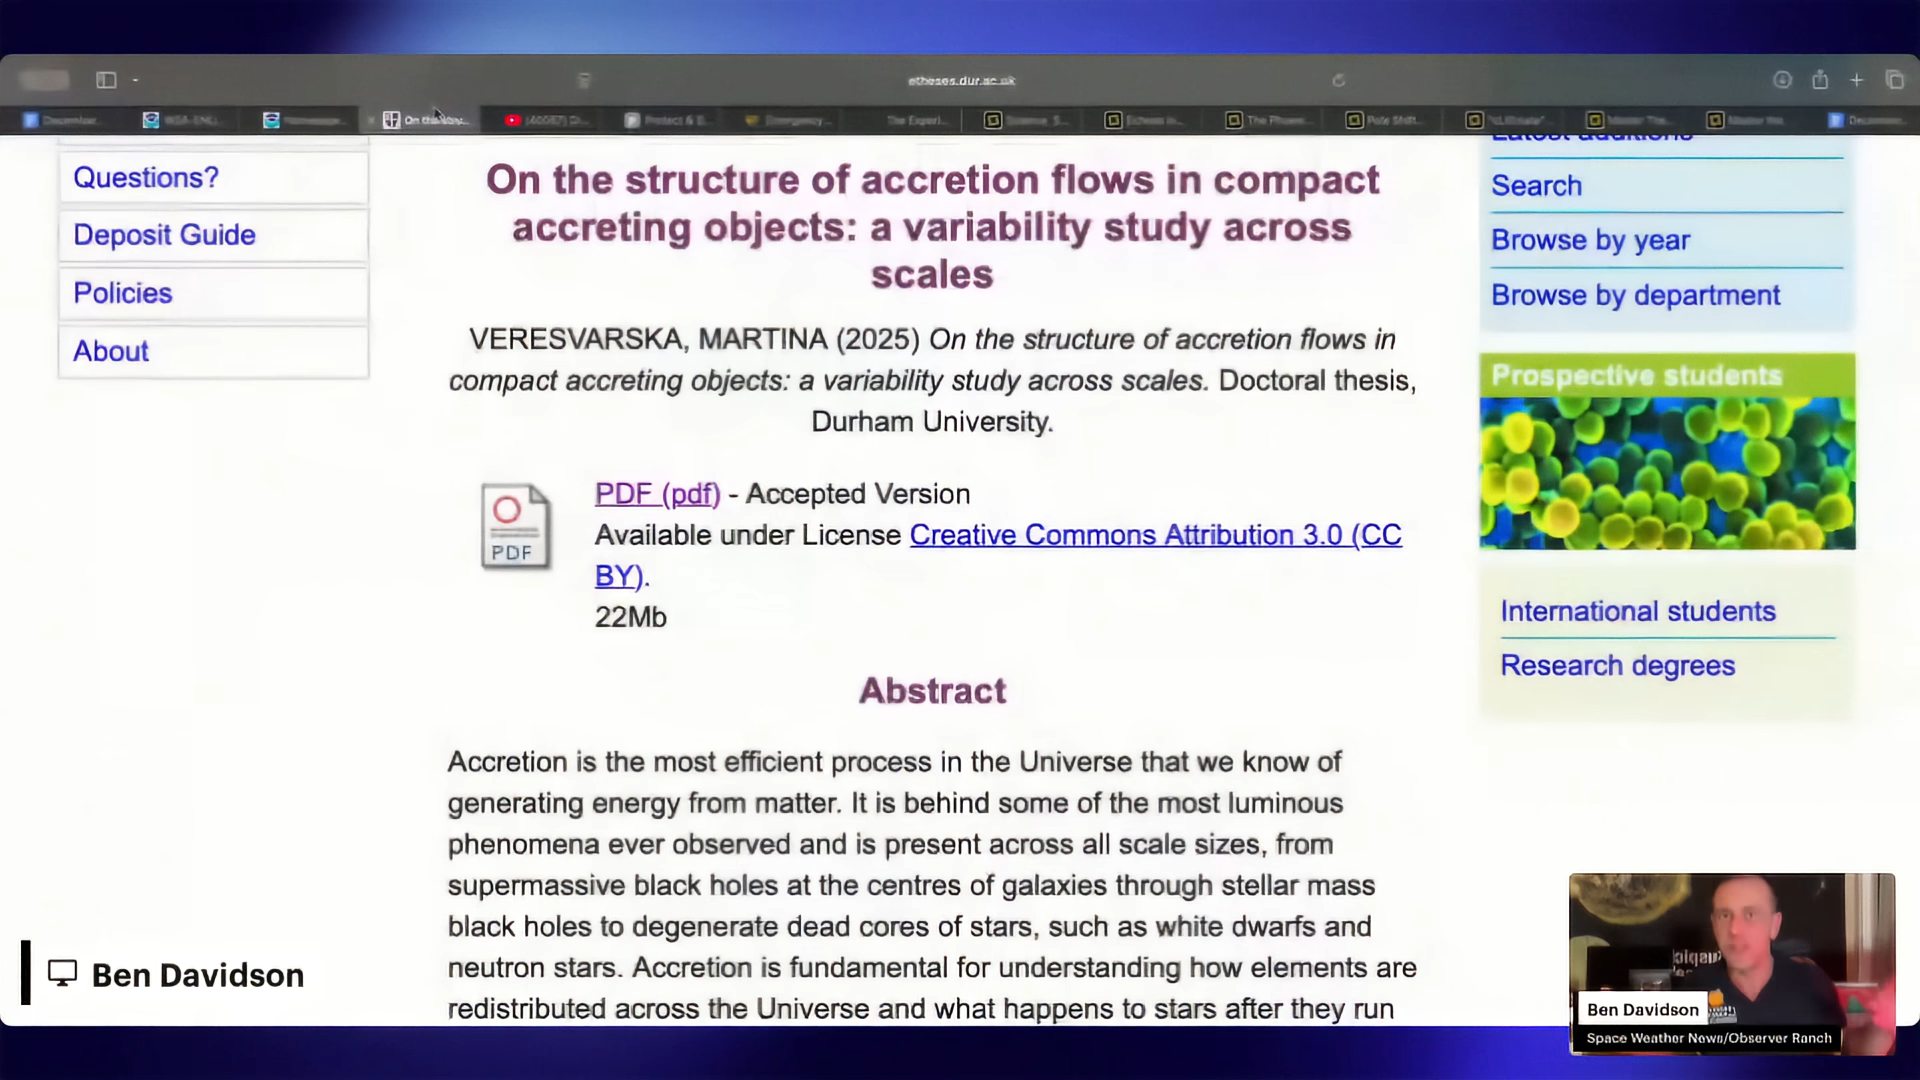 etheses.dur.ac.uk
Questions?
Deposit Guide
Policies
About
On the structure of accretion flows in compact
accreting objects: a variability study across
scales
VERESVARSKA, MARTINA (2025) On the structure of accretion flows in
compact accreting objects: a variability study across scales. Doctoral thesis,
Durham University.
PDF
PDF (pdf) - Accepted Version
Available under License Creative Commons Attribution 3.0 (CC
BY).
22Mb
Abstract
Accretion is the most efficient process in the Universe that we know of
generating energy from matter. It is behind some of the most luminous
phenomena ever observed and is present across all scale sizes, from
supermassive black holes at the centres of galaxies through stellar mass
black holes to degenerate dead cores of stars, such as white dwarfs and
neutron stars. Accretion is fundamental for understanding how elements are
redistributed across the Universe and what happens to stars after they run
Latest additions
Search
Browse by year
Browse by department
Prospective students
International students
Research degrees
Ben Davidson
Ben Davidson
Space Weather News/Observer Ranch